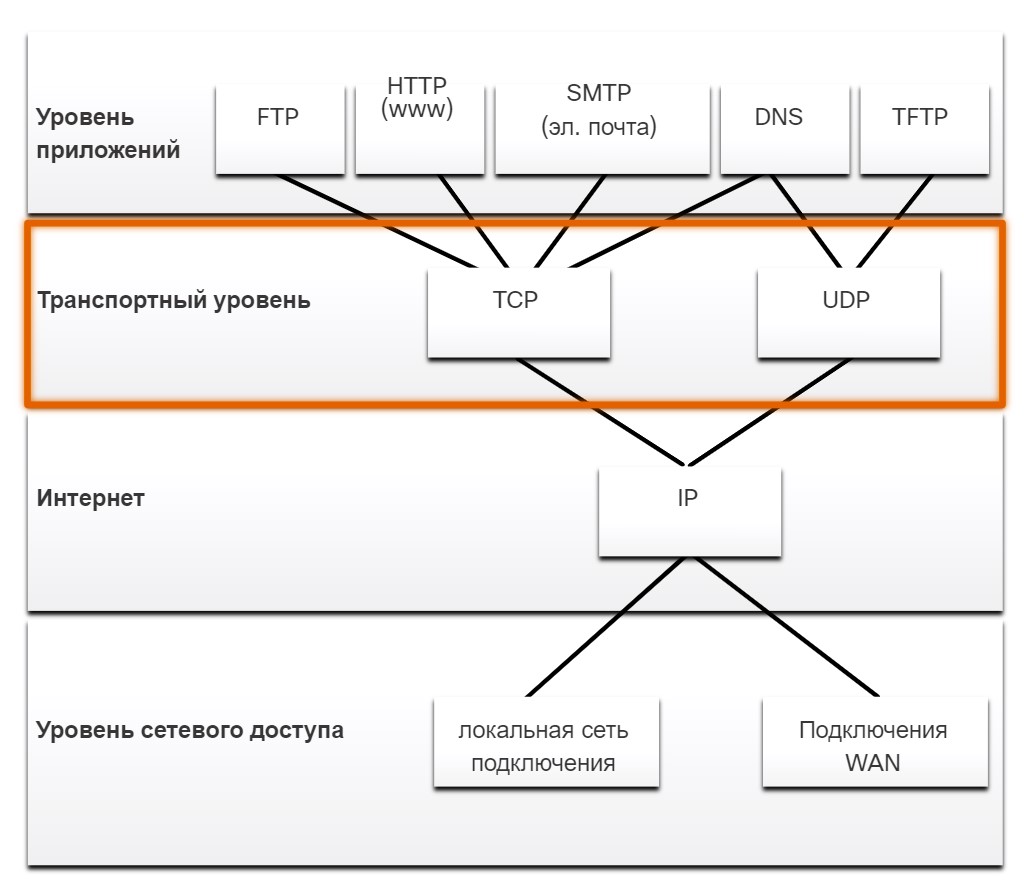 Уровень
приложений
FTP
HTTP
(www)
SMTP
(эл. почта)
DNS
TFTP
Транспортный уровень
TCP
UDP
Интернет
IP
Уровень сетевого доступа
локальная сеть
подключения
Подключения
WAN